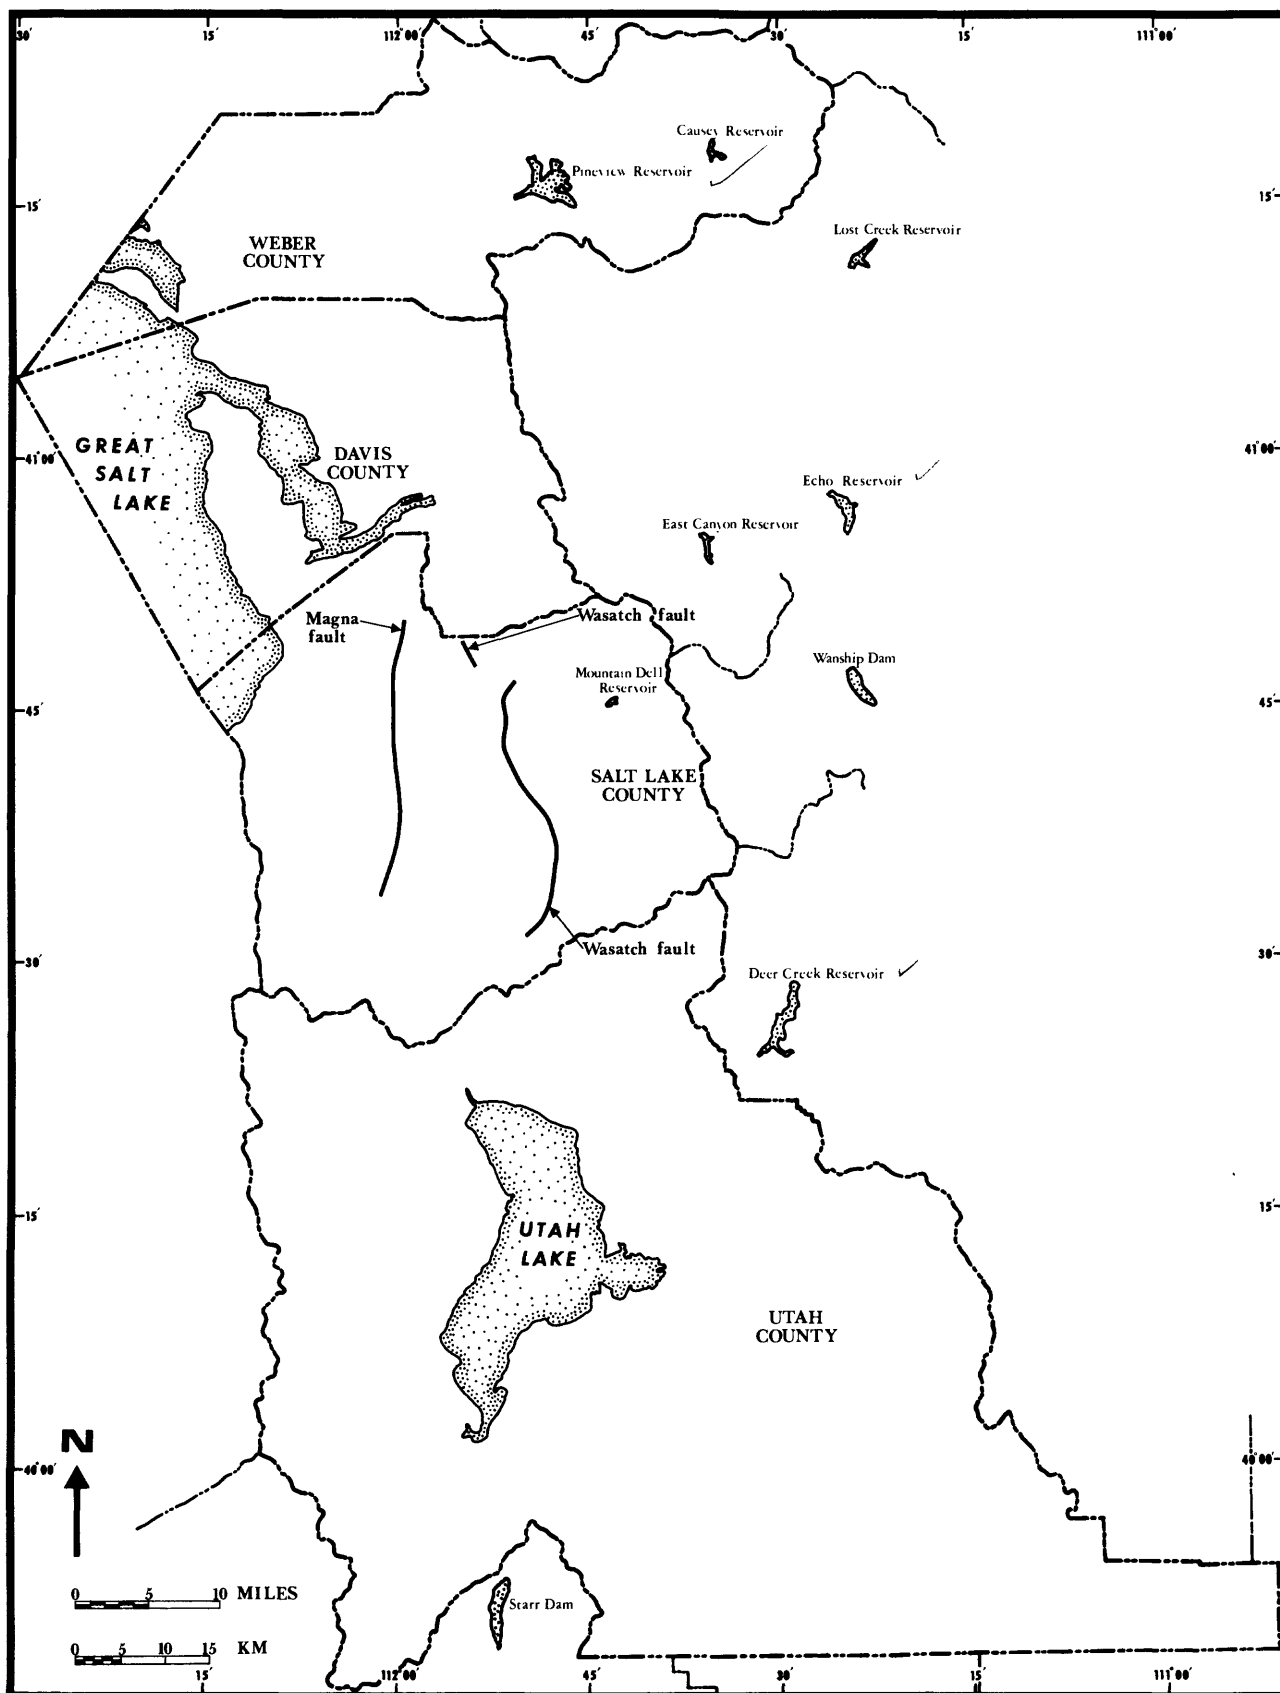 30′ 15′ 112°00′ 45′ 30′ 15′ 111°00′
Causey Reservoir
Pineview Reservoir
15′ 15′
Lost Creek Reservoir
WEBER
COUNTY
GREAT
SALT
LAKE
DAVIS
COUNTY
41°00′ 41°00′
Echo Reservoir
East Canyon Reservoir
Magna
fault
Wasatch fault
Mountain Dell
Reservoir
Wanship Dam
45′ 45′
SALT LAKE
COUNTY
Wasatch fault
30′ 30′
Deer Creek Reservoir
15′ 15′
UTAH
LAKE
UTAH
COUNTY
N
40°00′ 40°00′
0 5 10 MILES
Starr Dam
0 5 10 15 KM
15′ 112°00′ 45′ 30′ 15′ 111°00′